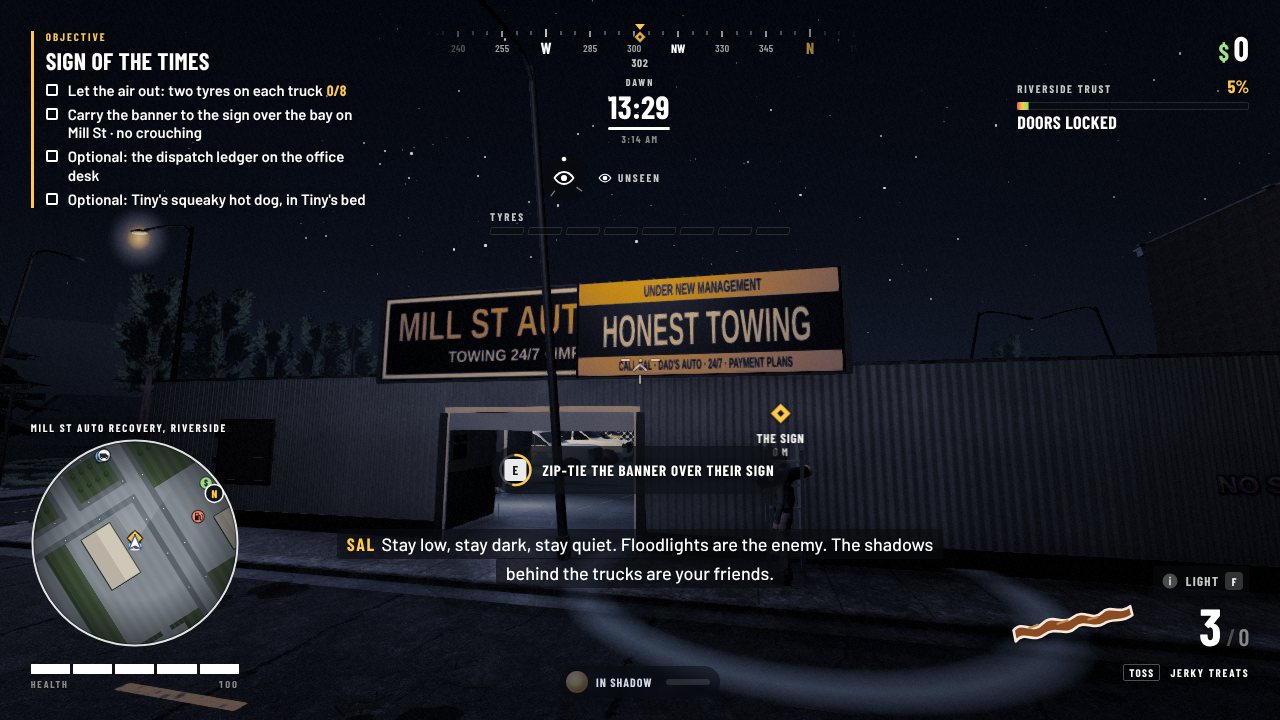 OBJECTIVE
SIGN OF THE TIMES
Let the air out: two tyres on each truck 0/8
Carry the banner to the sign over the bay on
Mill St · no crouching
Optional: the dispatch ledger on the office
desk
Optional: Tiny's squeaky hot dog, in Tiny's bed
240 255 W 285 300 NW 330 345 N
302
DAWN
13:29
3:14 AM
UNSEEN
TYRES
$ 0
RIVERSIDE TRUST 5%
DOORS LOCKED
MILL ST AUT
TOWING 24/7
UNDER NEW MANAGEMENT
HONEST TOWING
DAD'S AUTO · 24/7 · PAYMENT PLANS
THE SIGN
0 M
E ZIP-TIE THE BANNER OVER THEIR SIGN
NO S
MILL ST AUTO RECOVERY, RIVERSIDE
N
SAL Stay low, stay dark, stay quiet. Floodlights are the enemy. The shadows
behind the trucks are your friends.
LIGHT F
3 / 0
TOSS JERKY TREATS
HEALTH 100
IN SHADOW